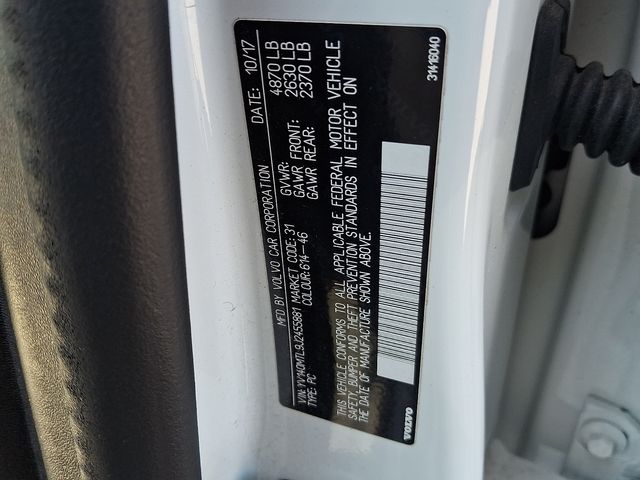 MFD BY VOLVO CAR CORPORATION DATE: 10/17
VIN:YV140MTL9J2455881 MARKET CODE: 31 GVWR: 4870 LB
TYPE: PC COLOUR:614-46 GAWR FRONT: 2630 LB
GAWR REAR: 2370 LB
THIS VEHICLE CONFORMS TO ALL APPLICABLE FEDERAL MOTOR VEHICLE
SAFETY, BUMPER AND THEFT PREVENTION STANDARDS IN EFFECT ON
THE DATE OF MANUFACTURE SHOWN ABOVE.
VOLVO 31416040